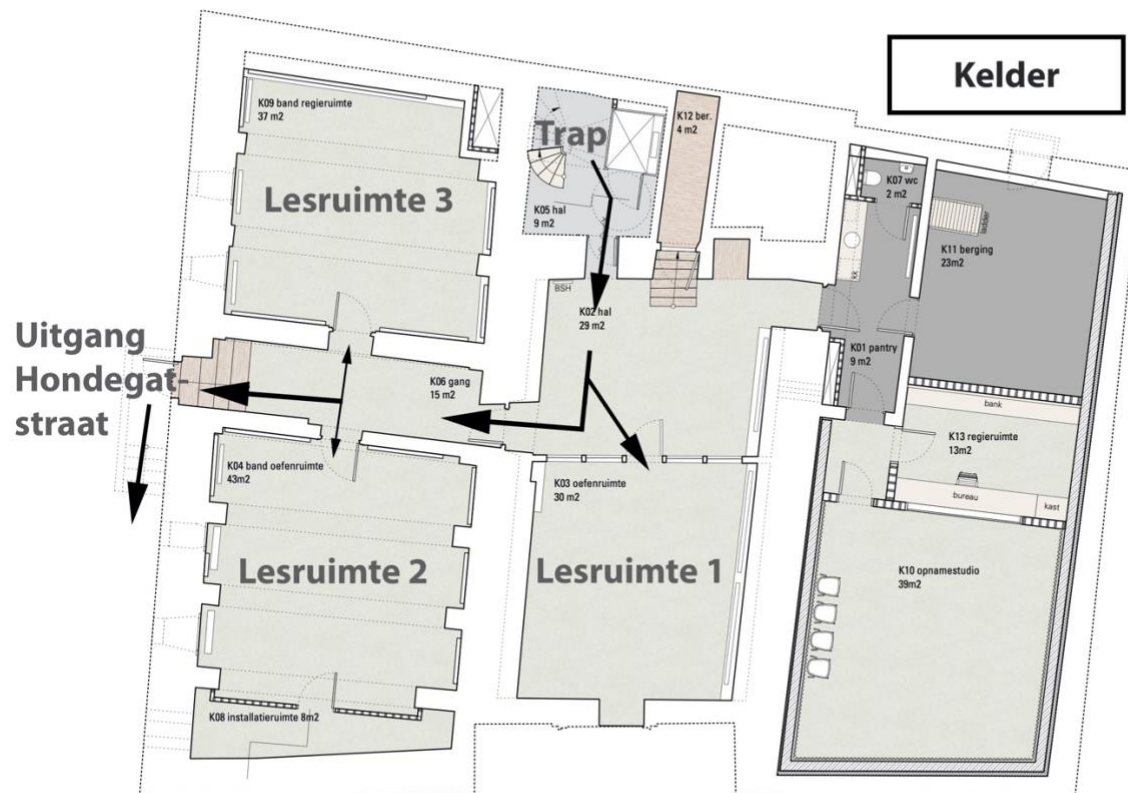 Kelder
K09 band regieruimte
37 m2
Lesruimte 3
Trap
K05 hal
9 m2
K12 ber.
4 m2
K07 wc
2 m2
ladder
K11 berging
23m2
kk
BSH
K02 hal
29 m2
K01 pantry
9 m2
Uitgang
Hondegat-
straat
K06 gang
15 m2
bank
K13 regieruimte
13m2
bureau
kast
K04 band oefenruimte
43m2
Lesruimte 2
K03 oefenruimte
30 m2
Lesruimte 1
K10 opnamestudio
39m2
K08 installatieruimte 8m2